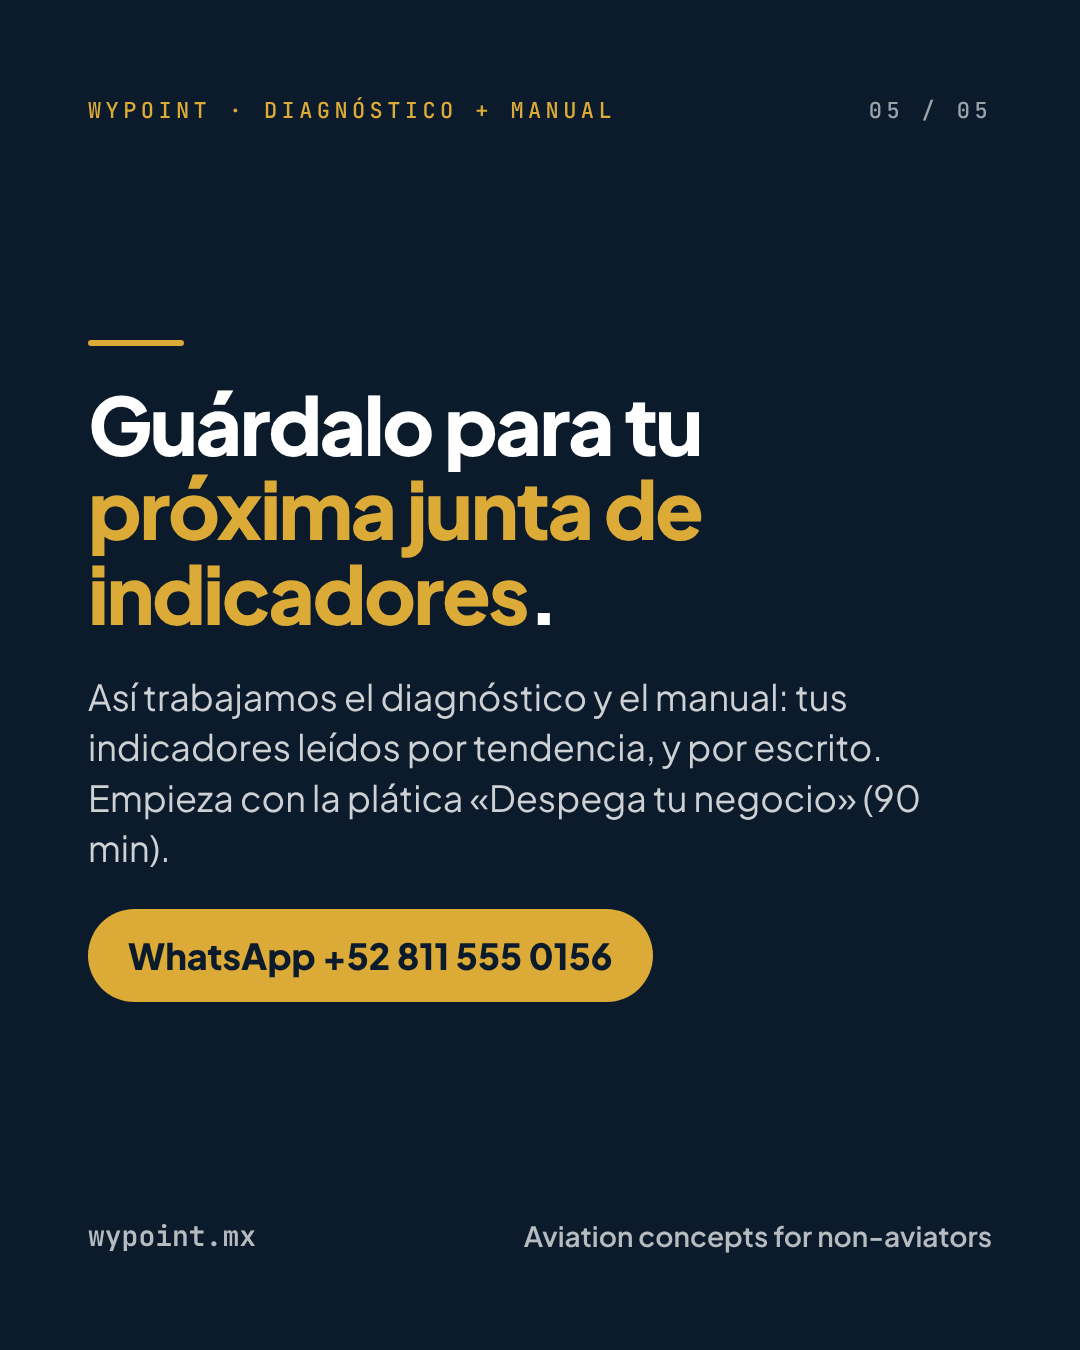 WYPOINT · DIAGNÓSTICO + MANUAL
05 / 05
Guárdalo para tu
próxima junta de
indicadores.
Así trabajamos el diagnóstico y el manual: tus
indicadores leídos por tendencia, y por escrito.
Empieza con la plática «Despega tu negocio» (90
min).
WhatsApp +52 811 555 0156
wypoint.mx
Aviation concepts for non-aviators